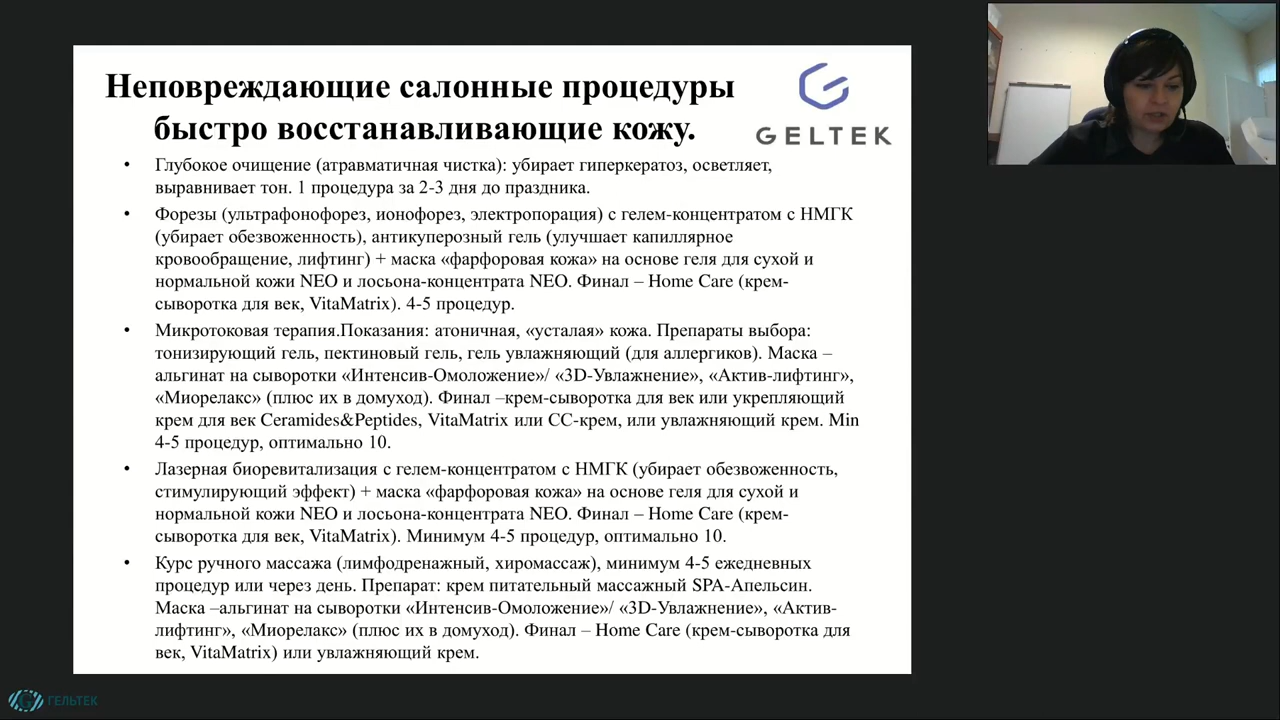 Неповреждающие салонные процедуры
быстро восстанавливающие кожу.
GELTEK
• Глубокое очищение (атравматичная чистка): убирает гиперкератоз, осветляет,
выравнивает тон. 1 процедура за 2-3 дня до праздника.
• Форезы (ультрафонофорез, ионофорез, электропорация) с гелем-концентратом с НМГК
(убирает обезвоженность), антикуперозный гель (улучшает капиллярное
кровообращение, лифтинг) + маска «фарфоровая кожа» на основе геля для сухой и
нормальной кожи NEO и лосьона-концентрата NEO. Финал – Home Care (крем-
сыворотка для век, VitaMatrix). 4-5 процедур.
• Микротоковая терапия.Показания: атоничная, «усталая» кожа. Препараты выбора:
тонизирующий гель, пектиновый гель, гель увлажняющий (для аллергиков). Маска –
альгинат на сыворотки «Интенсив-Омоложение»/ «3D-Увлажнение», «Актив-лифтинг»,
«Миорелакс» (плюс их в домуход). Финал –крем-сыворотка для век или укрепляющий
крем для век Ceramides&Peptides, VitaMatrix или СС-крем, или увлажняющий крем. Min
4-5 процедур, оптимально 10.
• Лазерная биоревитализация с гелем-концентратом с НМГК (убирает обезвоженность,
стимулирующий эффект) + маска «фарфоровая кожа» на основе геля для сухой и
нормальной кожи NEO и лосьона-концентрата NEO. Финал – Home Care (крем-
сыворотка для век, VitaMatrix). Минимум 4-5 процедур, оптимально 10.
• Курс ручного массажа (лимфодренажный, хиромассаж), минимум 4-5 ежедневных
процедур или через день. Препарат: крем питательный массажный SPA-Апельсин.
Маска –альгинат на сыворотки «Интенсив-Омоложение»/ «3D-Увлажнение», «Актив-
лифтинг», «Миорелакс» (плюс их в домуход). Финал – Home Care (крем-сыворотка для
век, VitaMatrix) или увлажняющий крем.
ГЕЛЬТЕК